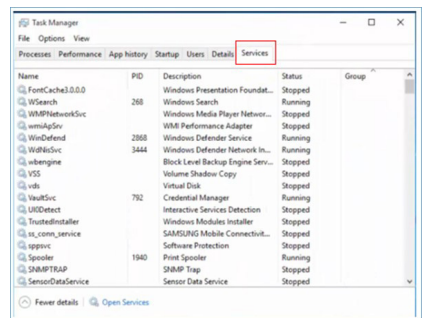 Task Manager
File Options View
Processes Performance App history Startup Users Details Services
Name PID Description Status Group
FontCache3.0.0.0 Windows Presentation Foundat... Stopped
WSearch 268 Windows Search Running
WMPNetworkSvc Windows Media Player Networ... Stopped
wmiApSrv WMI Performance Adapter Stopped
WinDefend 2868 Windows Defender Service Running
WdNisSvc 3444 Windows Defender Network In... Running
wbengine Block Level Backup Engine Serv... Stopped
VSS Volume Shadow Copy Stopped
vds Virtual Disk Stopped
VaultSvc 792 Credential Manager Running
UI0Detect Interactive Services Detection Stopped
TrustedInstaller Windows Modules Installer Stopped
ss_conn_service SAMSUNG Mobile Connectivit... Stopped
sppsvc Software Protection Stopped
Spooler 1940 Print Spooler Running
SNMPTRAP SNMP Trap Stopped
SensorDataService Sensor Data Service Stopped
Fewer details Open Services